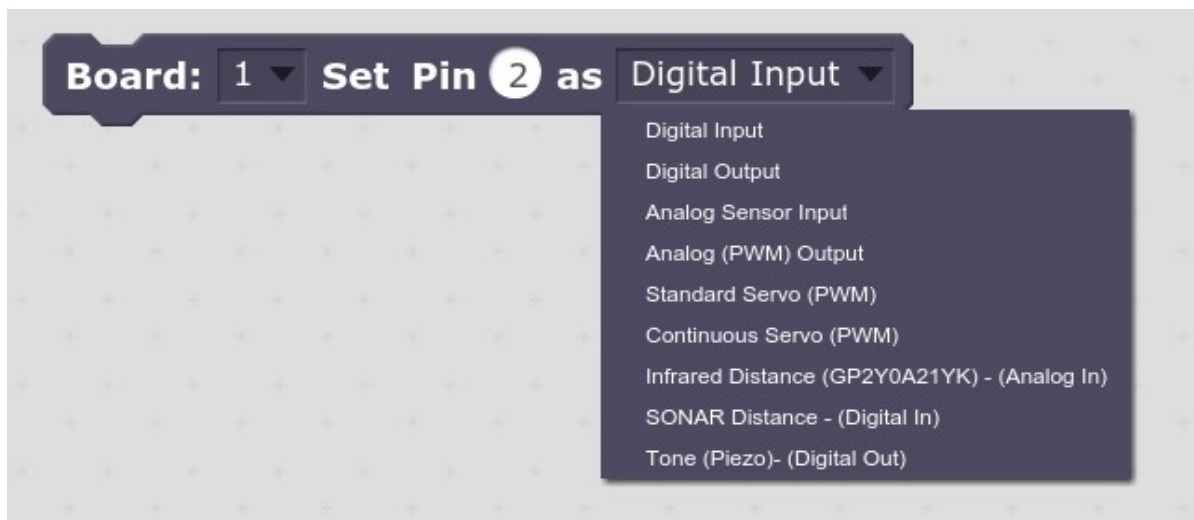 Board: 1 Set Pin 2 as Digital Input
Digital Input
Digital Output
Analog Sensor Input
Analog (PWM) Output
Standard Servo (PWM)
Continuous Servo (PWM)
Infrared Distance (GP2Y0A21YK) - (Analog In)
SONAR Distance - (Digital In)
Tone (Piezo)- (Digital Out)